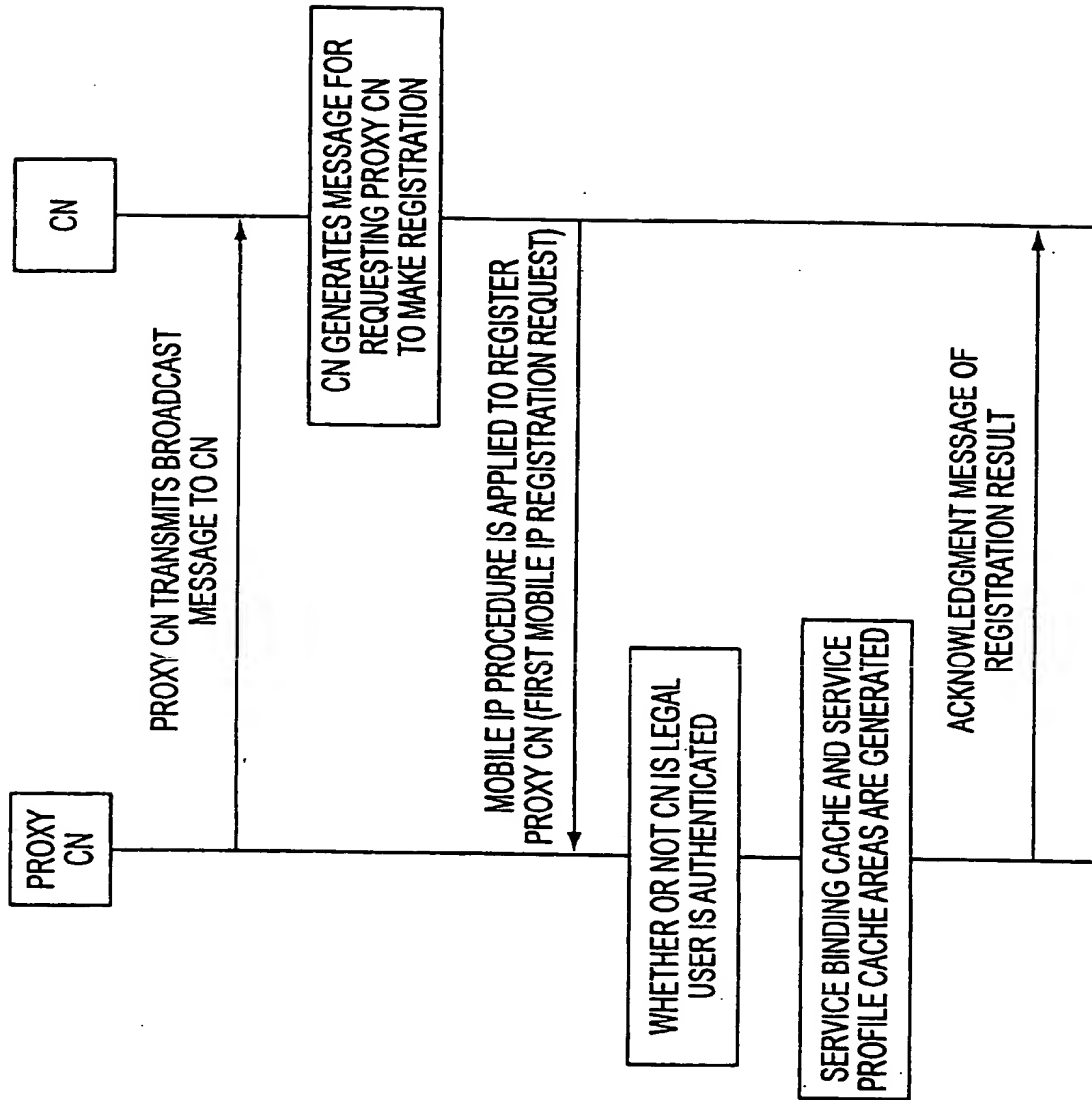 PROXY
CN
CN
PROXY CN TRANSMITS BROADCAST
MESSAGE TO CN
CN GENERATES MESSAGE FOR
REQUESTING PROXY CN
TO MAKE REGISTRATION
MOBILE IP PROCEDURE IS APPLIED TO REGISTER
PROXY CN (FIRST MOBILE IP REGISTRATION REQUEST)
WHETHER OR NOT CN IS LEGAL
USER IS AUTHENTICATED
SERVICE BINDING CACHE AND SERVICE
PROFILE CACHE AREAS ARE GENERATED
ACKNOWLEDGMENT MESSAGE OF
REGISTRATION RESULT